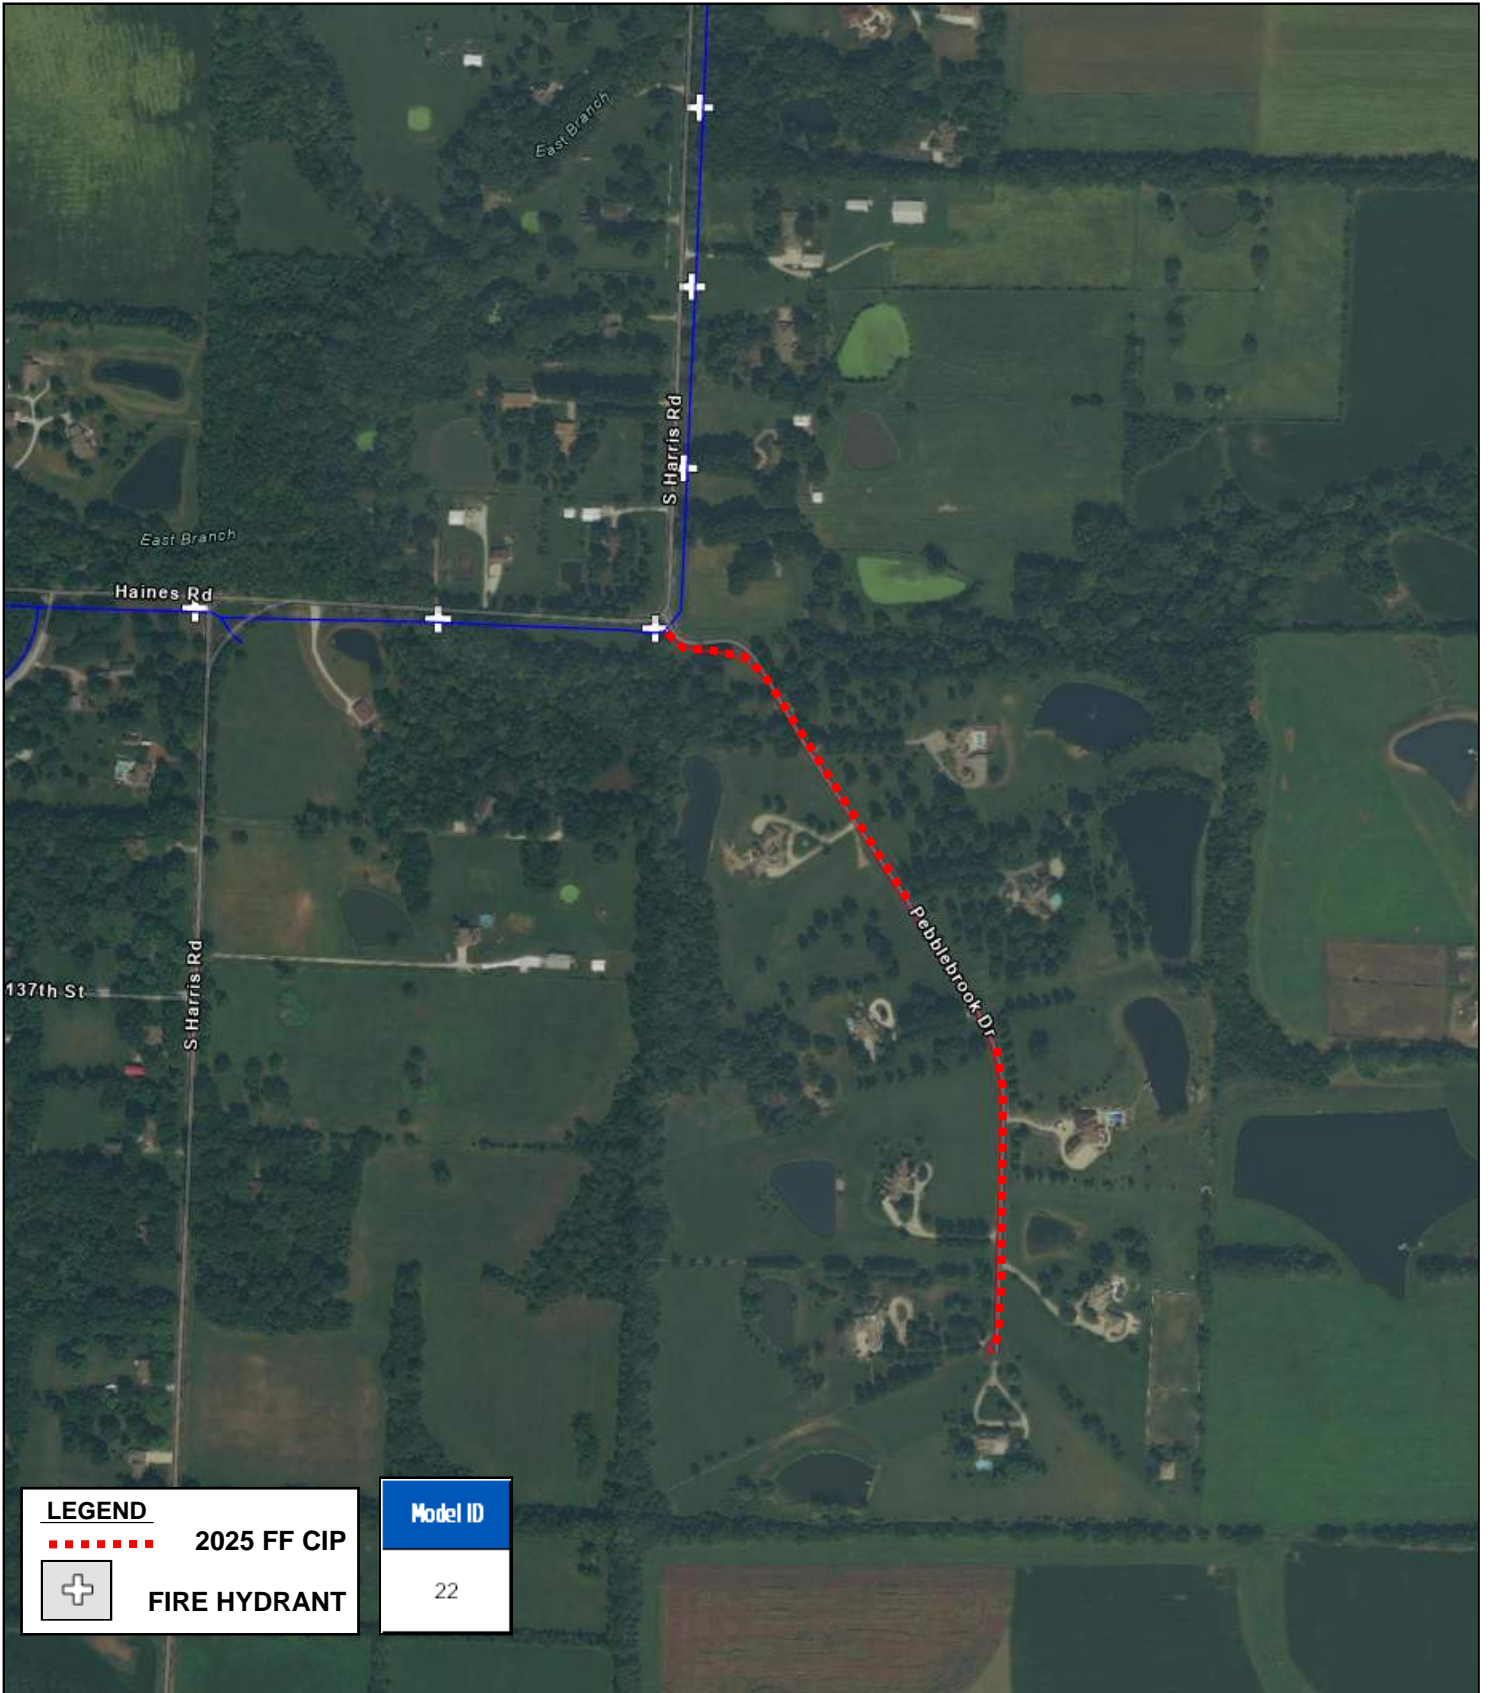 East Branch
S Harris Rd
East Branch
Haines Rd
Pebblebrook Dr
S Harris Rd
137th St
LEGEND
2025 FF CIP
FIRE HYDRANT
Model ID
22